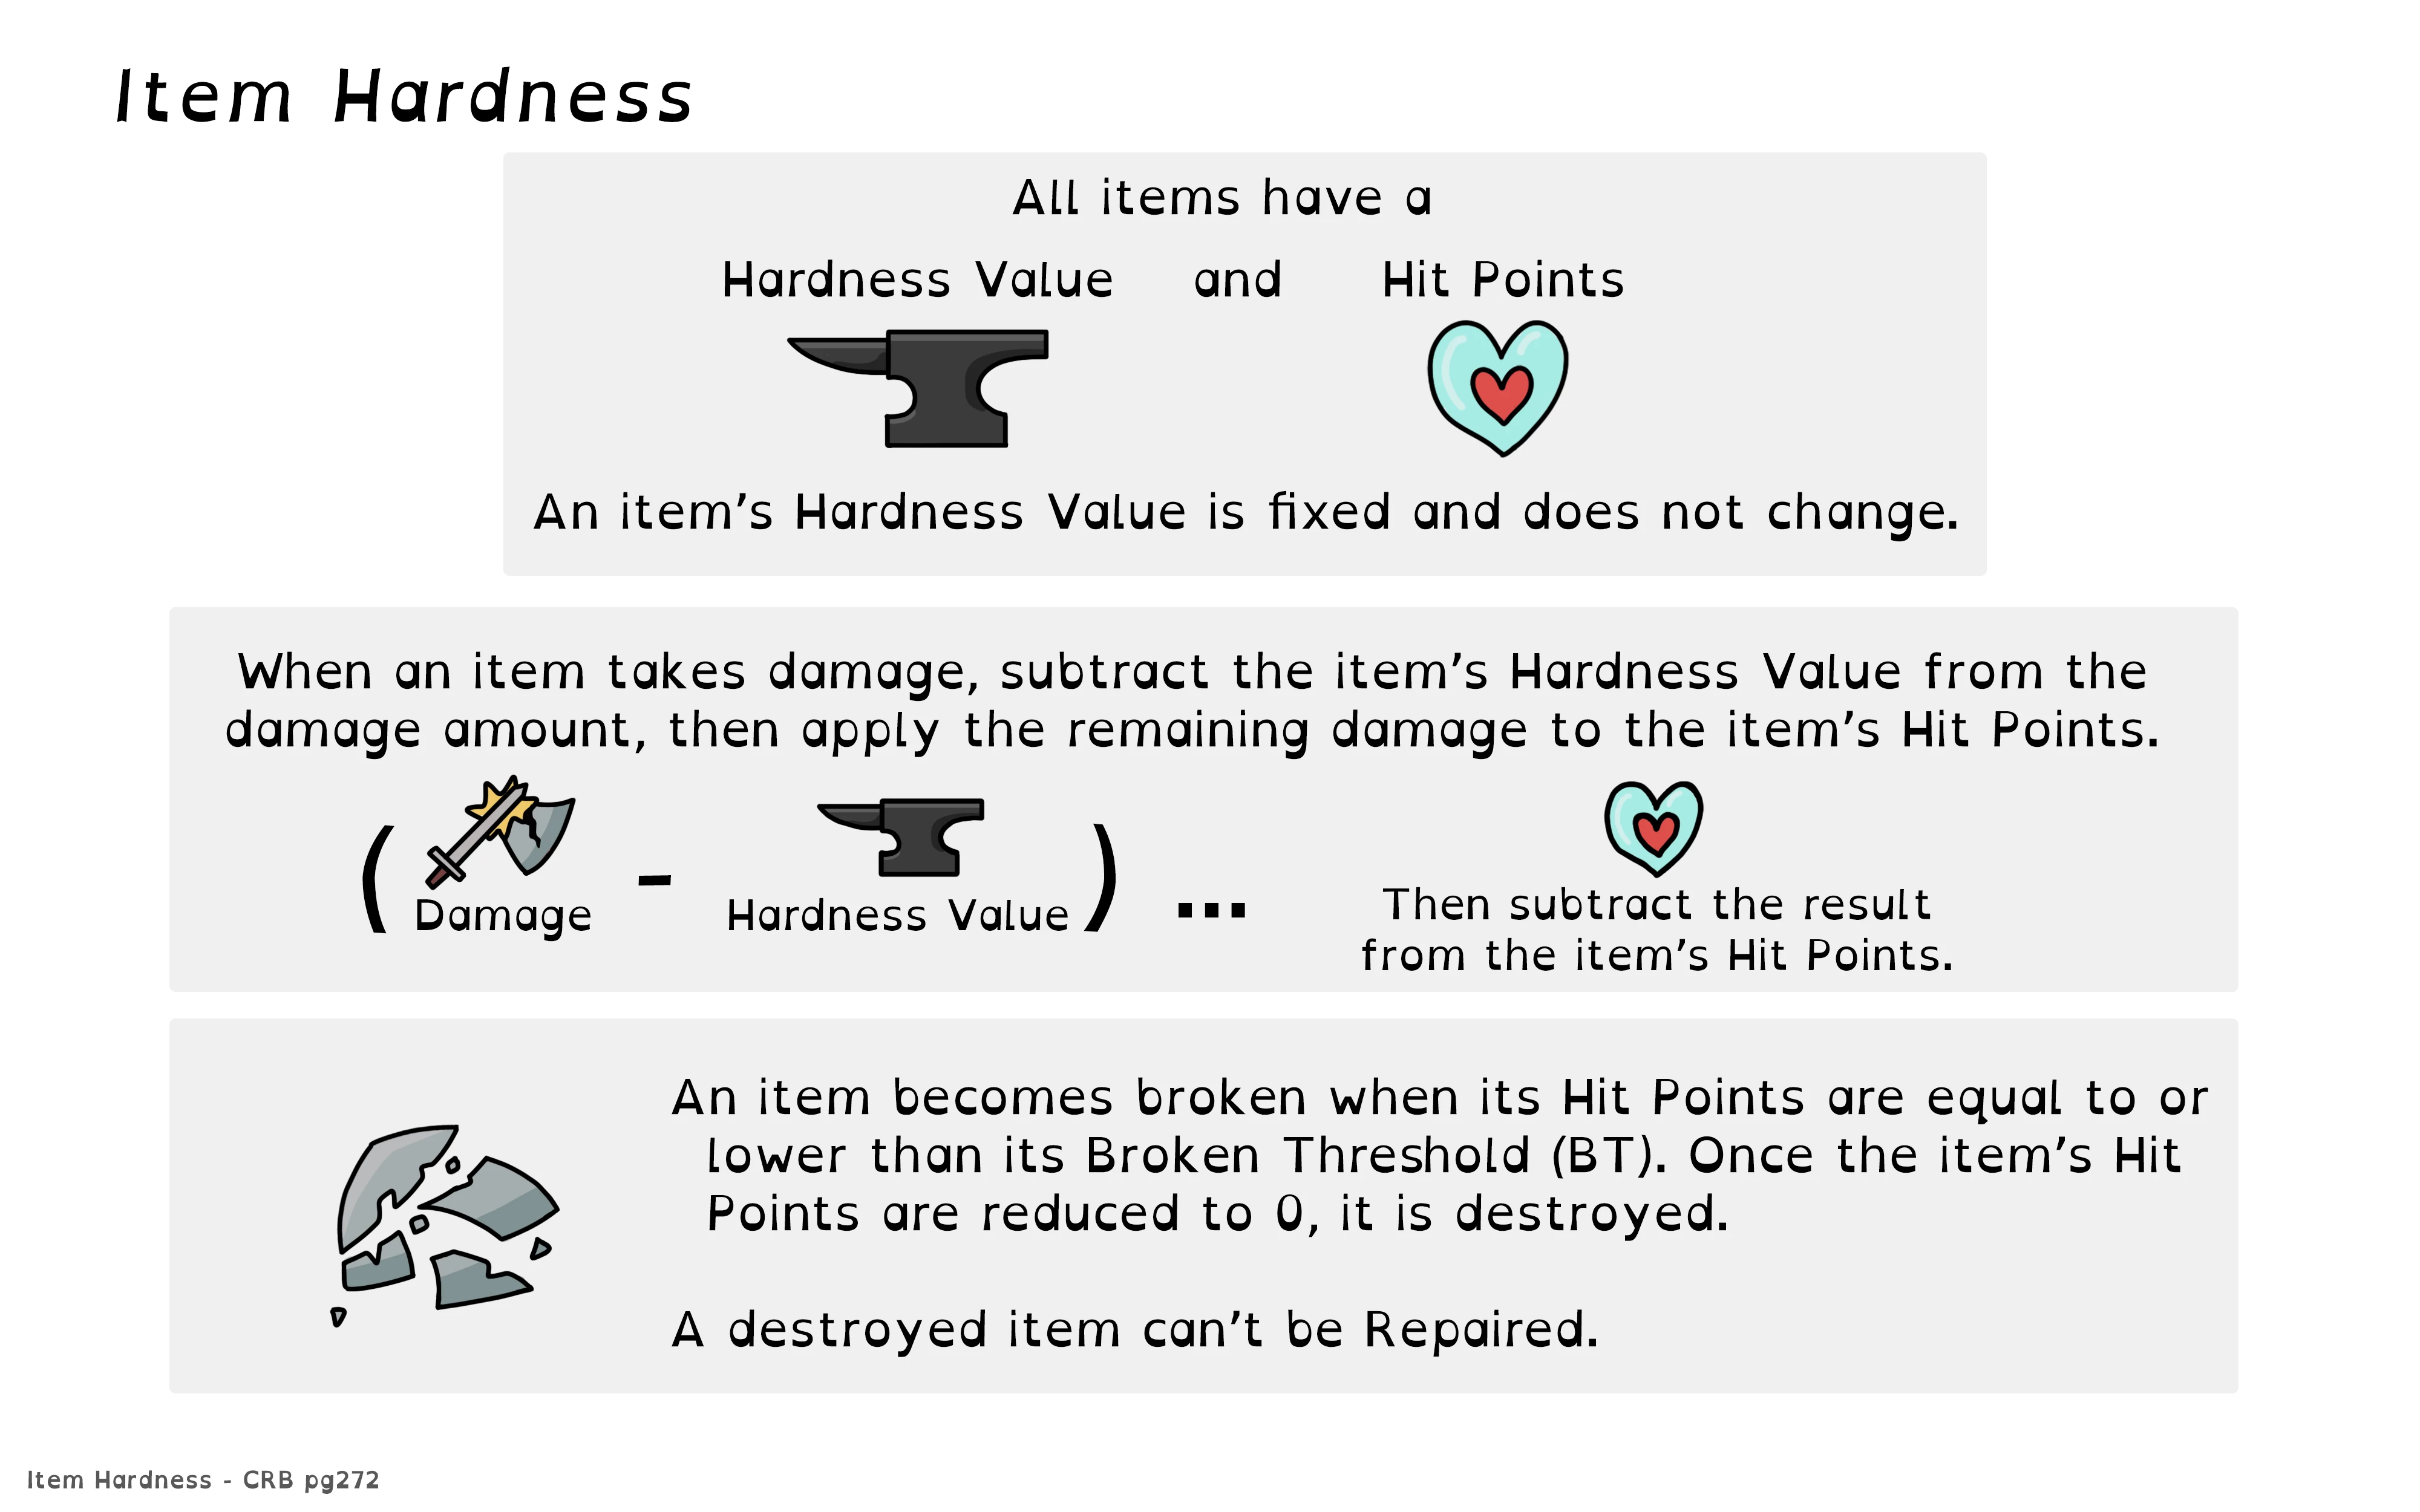 Item Hardness
All items have a
Hardness Value and Hit Points
An item's Hardness Value is fixed and does not change.
When an item takes damage, subtract the item's Hardness Value from the
damage amount, then apply the remaining damage to the item's Hit Points.
( Damage - Hardness Value ) ...
Then subtract the result
from the item's Hit Points.
An item becomes broken when its Hit Points are equal to or
lower than its Broken Threshold (BT). Once the item's Hit
Points are reduced to 0, it is destroyed.
A destroyed item can't be Repaired.
Item Hardness - CRB pg272